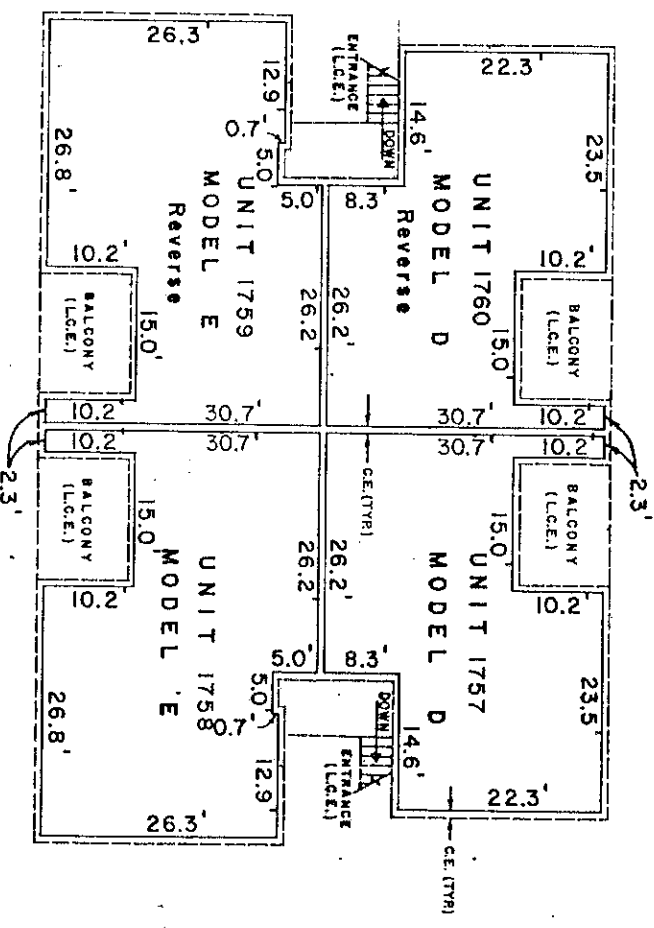 26.3'
12.9'
ENTRANCE
(L.C.E.)
DOWN
14.6'
22.3'
0.7'
5.0'
26.8'
23.5'
5.0'
8.3'
UNIT 1759
MODEL E
Reverse
UNIT 1760
MODEL D
Reverse
10.2'
10.2'
26.2'
26.2'
BALCONY
(L.C.E.)
15.0'
15.0'
BALCONY
(L.C.E.)
10.2'
30.7'
30.7'
10.2'
10.2'
30.7'
30.7'
10.2'
2.3'
2.3'
C.E.(TYP.)
BALCONY
(L.C.E.)
15.0'
15.0'
BALCONY
(L.C.E.)
26.2'
26.2'
10.2'
10.2'
UNIT 1758
MODEL 'E
UNIT 1757
MODEL D
5.0'
8.3'
5.0'
0.7'
26.8'
23.5'
DOWN
14.6'
12.9'
ENTRANCE
(L.C.E.)
26.3'
22.3'
C.E.(TYP)